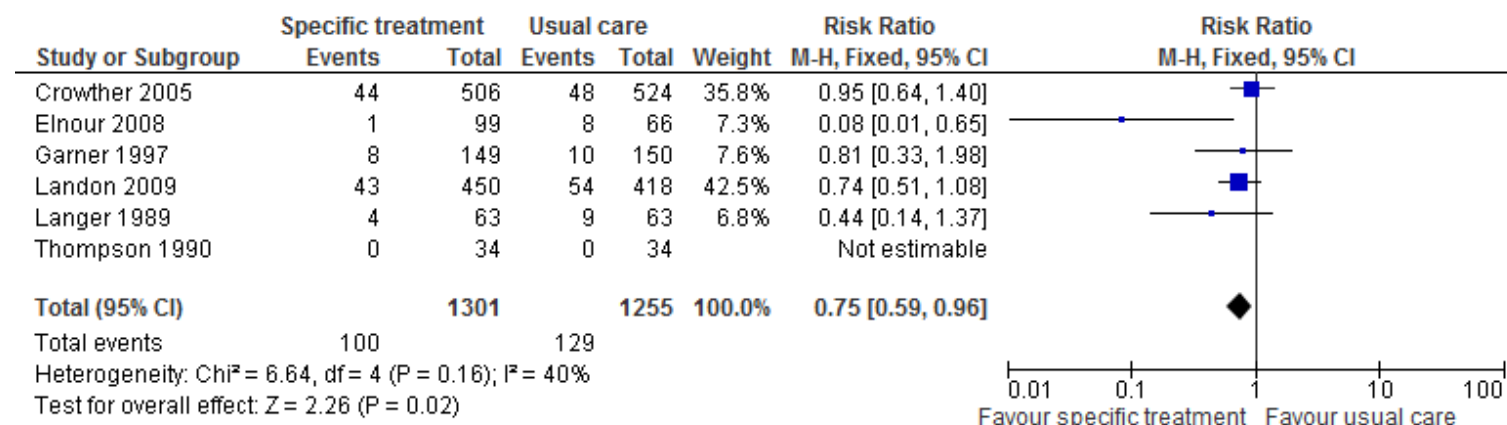 Specific treatment Usual care Risk Ratio Risk Ratio
Study or Subgroup Events Total Events Total Weight M-H, Fixed, 95% CI M-H, Fixed, 95% CI
Crowther 2005 44 506 48 524 35.8% 0.95 [0.64, 1.40]
Elnour 2008 1 99 8 66 7.3% 0.08 [0.01, 0.65]
Garner 1997 8 149 10 150 7.6% 0.81 [0.33, 1.98]
Landon 2009 43 450 54 418 42.5% 0.74 [0.51, 1.08]
Langer 1989 4 63 9 63 6.8% 0.44 [0.14, 1.37]
Thompson 1990 0 34 0 34 Not estimable
Total (95% CI) 1301 1255 100.0% 0.75 [0.59, 0.96]
Total events 100 129
Heterogeneity: Chi² = 6.64, df = 4 (P = 0.16); I² = 40%
Test for overall effect: Z = 2.26 (P = 0.02)
0.01 0.1 1 10 100
Favour specific treatment Favour usual care